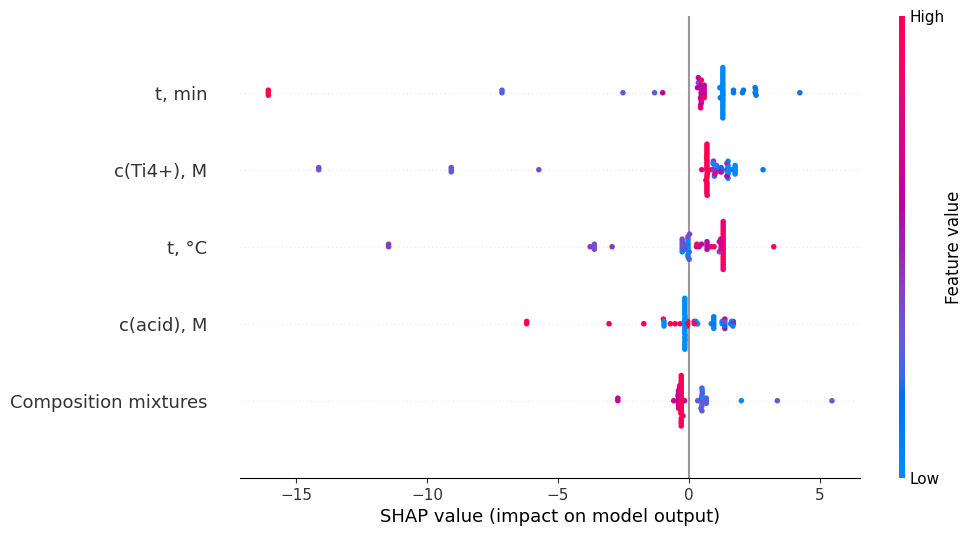 High
t, min
c(Ti4+), M
t, °C
c(acid), M
Composition mixtures
Feature value
Low
−15 −10 −5 0 5
SHAP value (impact on model output)